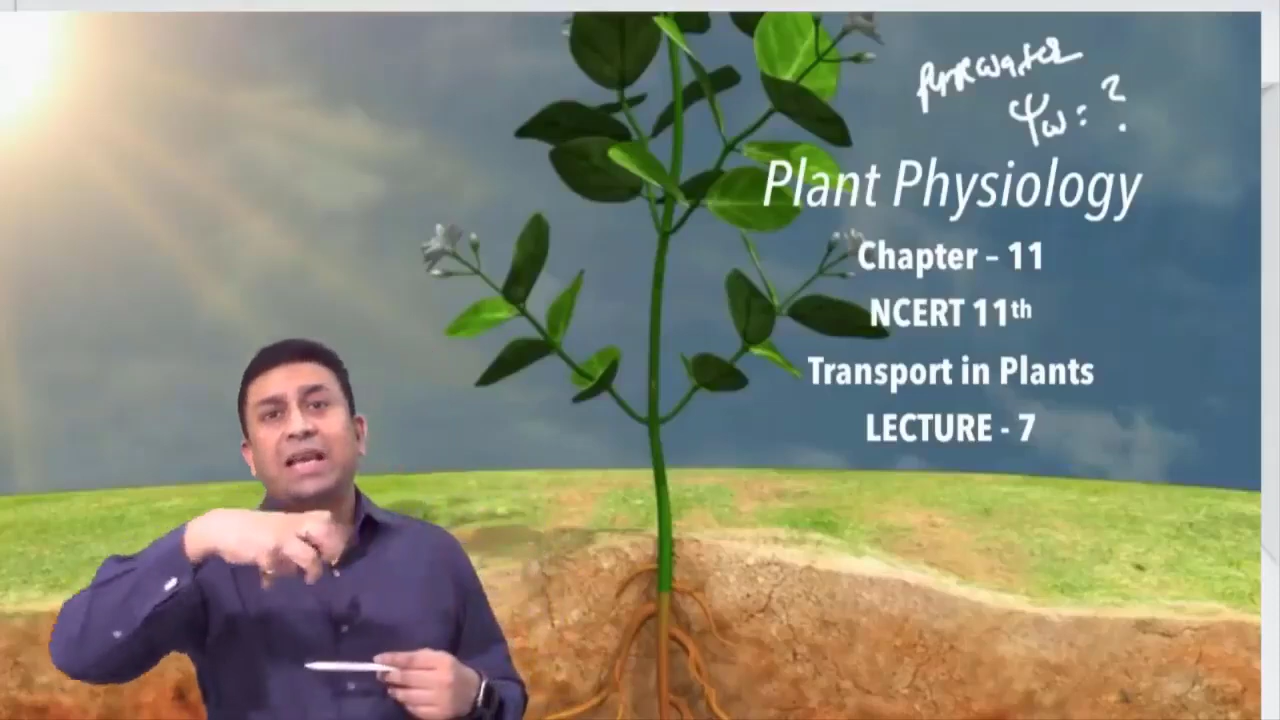 Pure water
Ψw = ?
Plant Physiology
Chapter – 11
NCERT 11th
Transport in Plants
LECTURE - 7